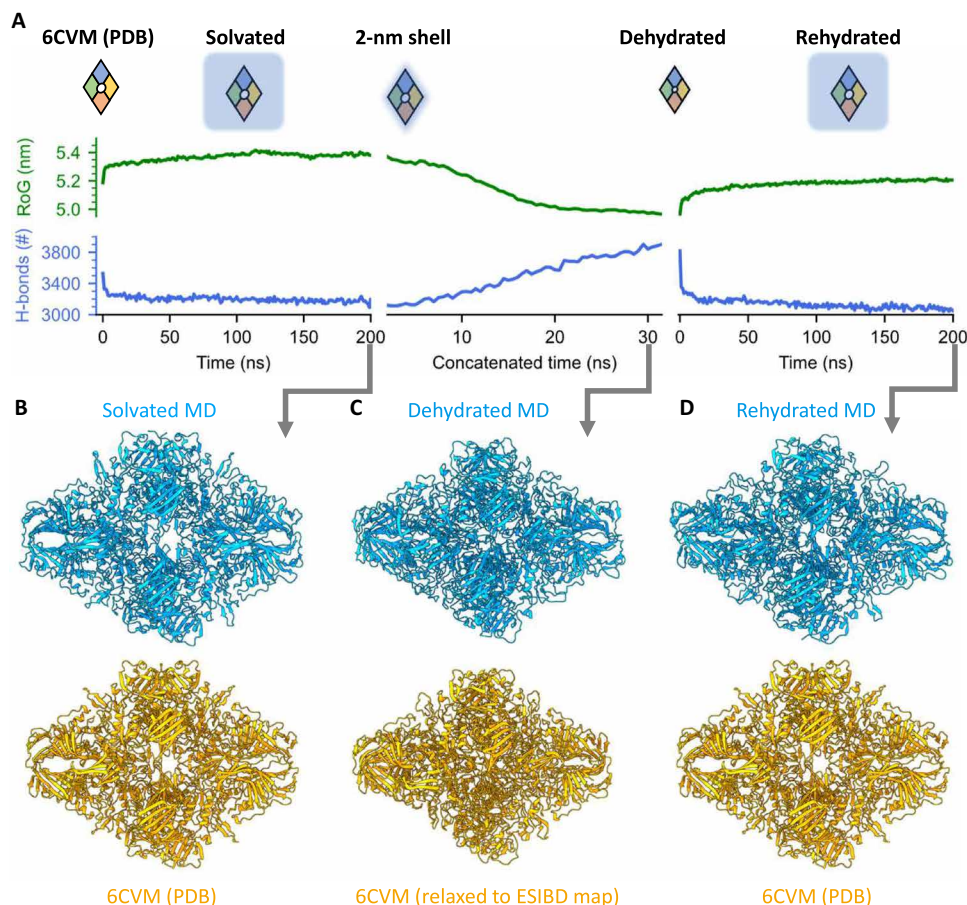 A
6CVM (PDB) Solvated 2-nm shell Dehydrated Rehydrated
RoG (nm)
5.4
5.2
5.0
H-bonds (#)
3800
3400
3000
0 50 100 150 200 10 20 30 0 50 100 150 200
Time (ns) Concatenated time (ns) Time (ns)
B Solvated MD C Dehydrated MD D Rehydrated MD
6CVM (PDB) 6CVM (relaxed to ESIBD map) 6CVM (PDB)